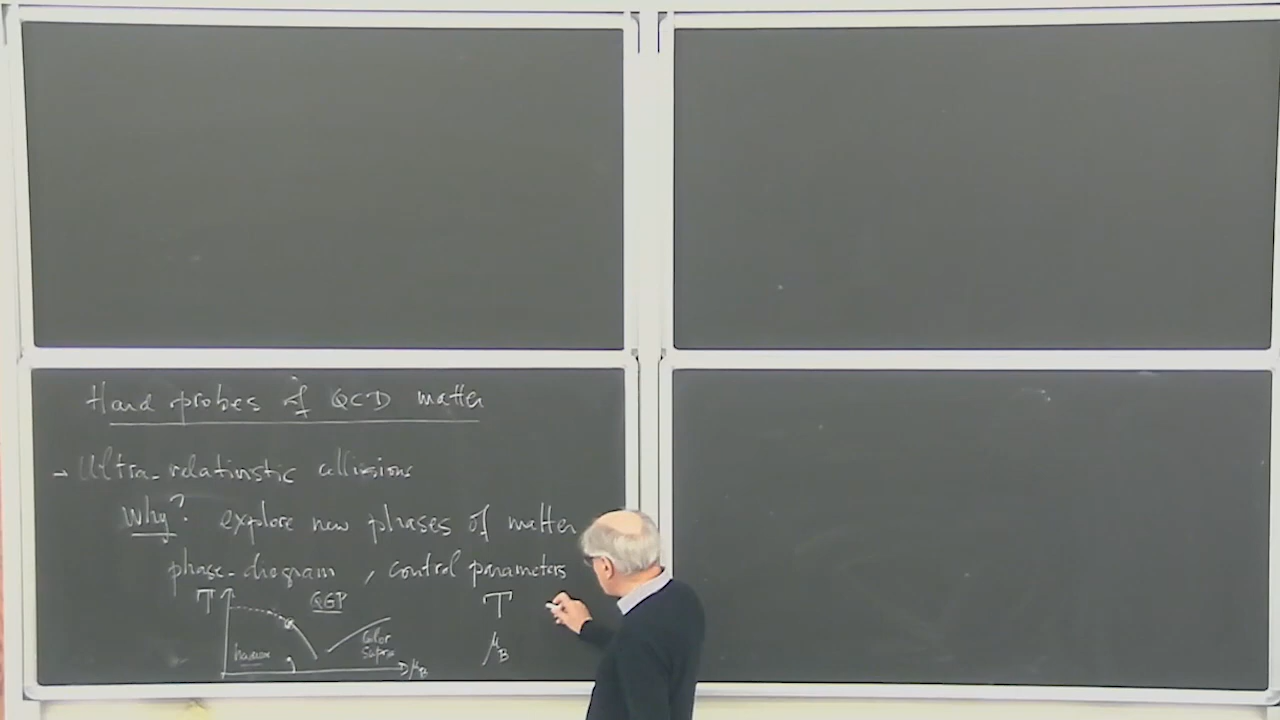 Hard probes of QCD matter
→ Ultra-relativistic collisions
Why? explore new phases of matter
phase-diagram, control parameters
T QGP T
Color
hadrons Supra μB
μB